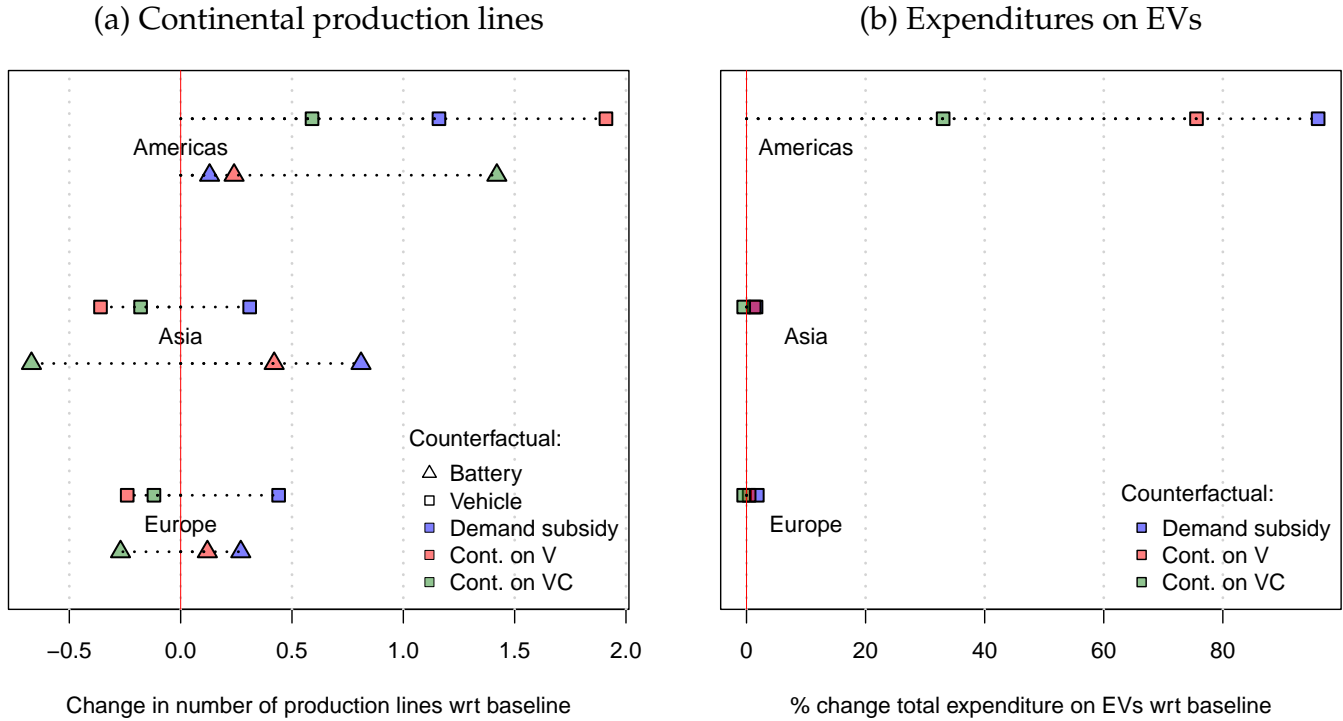 (a) Continental production lines
Americas
Asia
Europe
Counterfactual:
Battery
Vehicle
Demand subsidy
Cont. on V
Cont. on VC
−0.5 0.0 0.5 1.0 1.5 2.0
Change in number of production lines wrt baseline
(b) Expenditures on EVs
Americas
Asia
Europe
Counterfactual:
Demand subsidy
Cont. on V
Cont. on VC
0 20 40 60 80
% change total expenditure on EVs wrt baseline